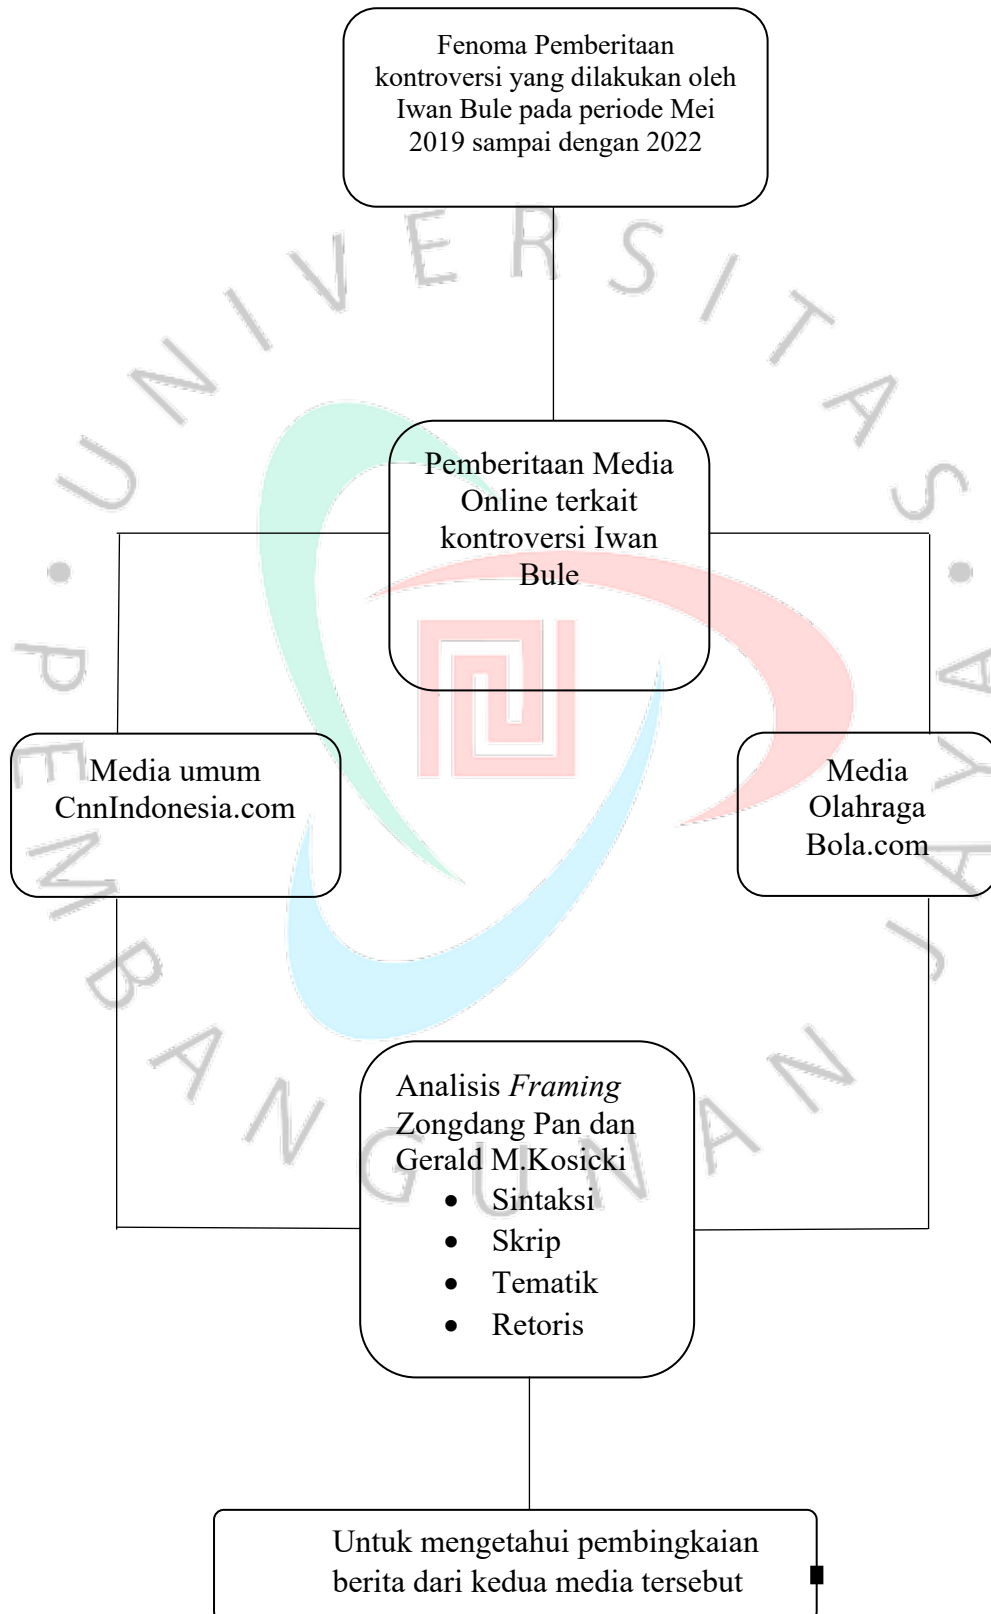 Fenoma Pemberitaan
kontroversi yang dilakukan oleh
Iwan Bule pada periode Mei
2019 sampai dengan 2022
Pemberitaan Media
Online terkait
kontroversi Iwan
Bule
Media umum
CnnIndonesia.com
Media
Olahraga
Bola.com
Analisis Framing
Zongdang Pan dan
Gerald M.Kosicki
• Sintaksi
• Skrip
• Tematik
• Retoris
Untuk mengetahui pembingkaian
berita dari kedua media tersebut
• UNIVERSITAS •
PEMBANGUNAN JAYA